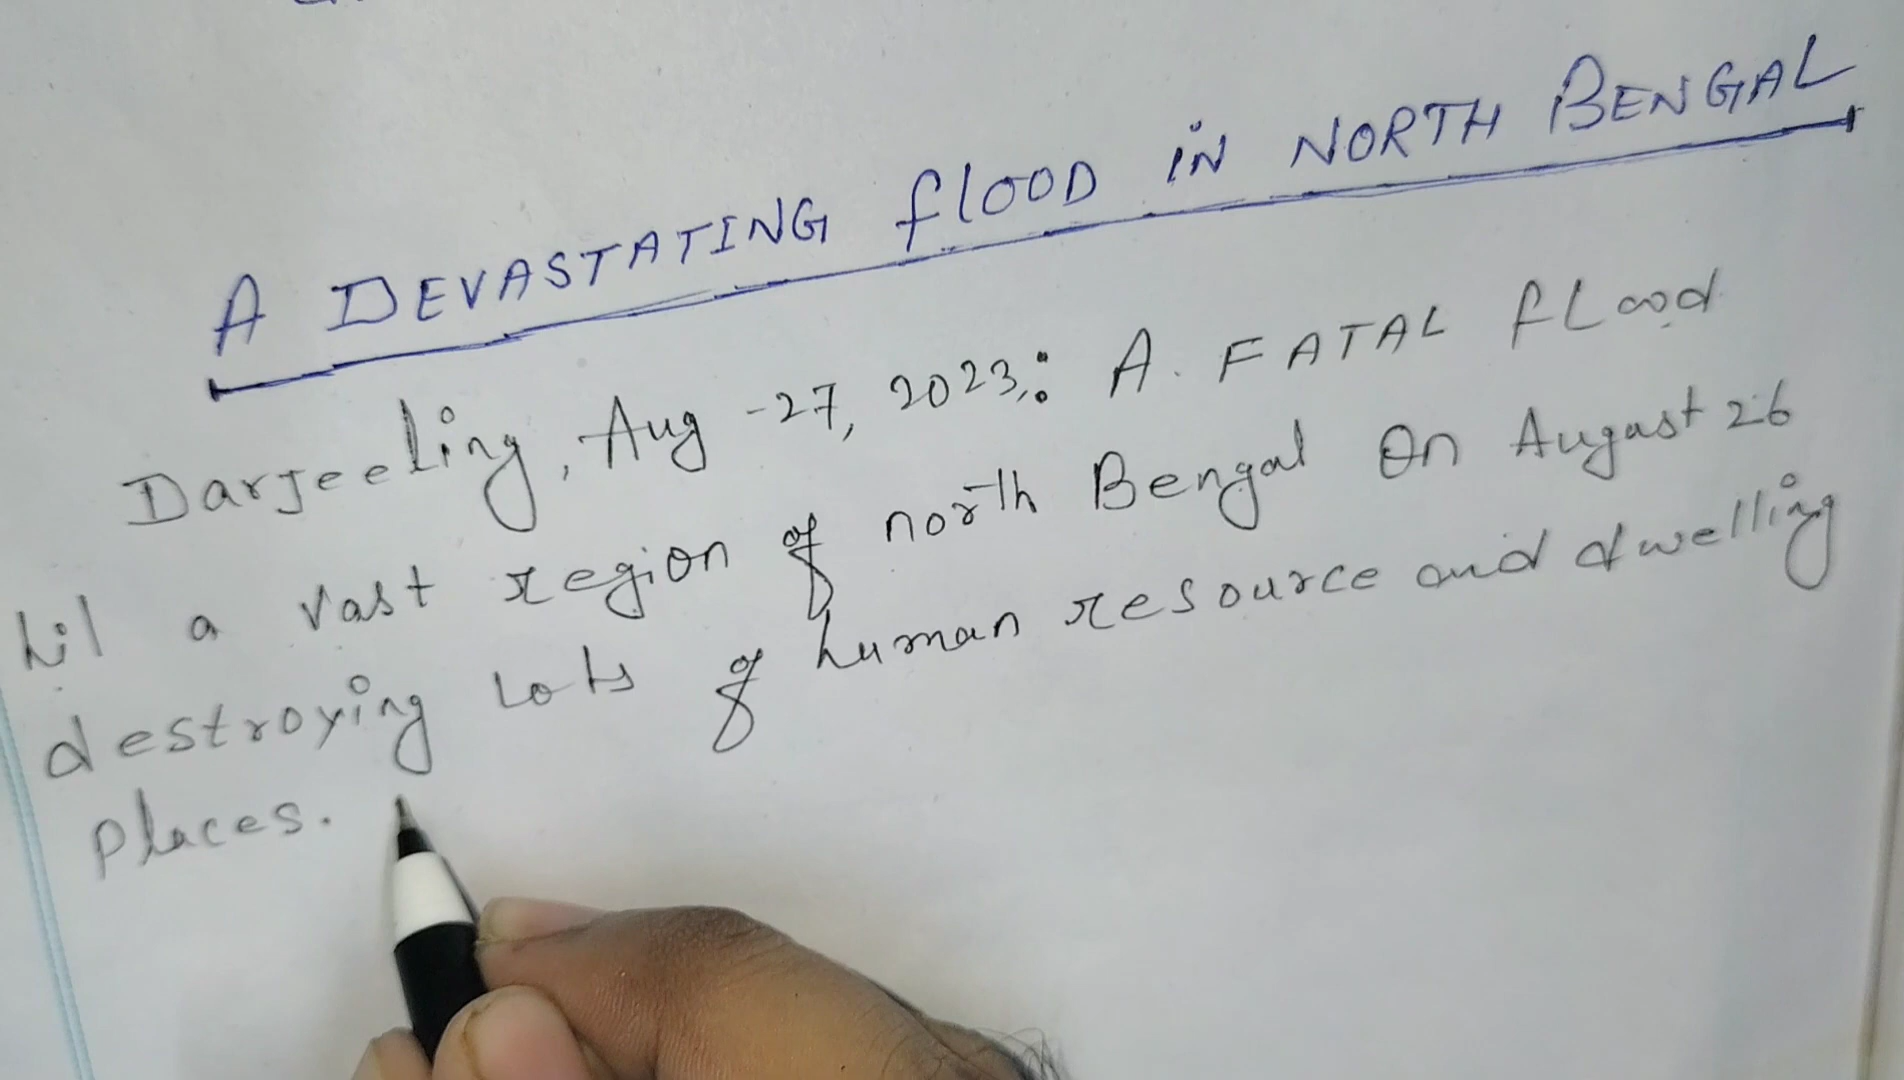 A DEVASTATING flOOD iN NORTH BENGAL
Darjeeling, Aug -27, 2023,: A. FATAL fLood
hil a vast region of north Bengal On August 26
destroying Lots of human resource and dwelling
Places.